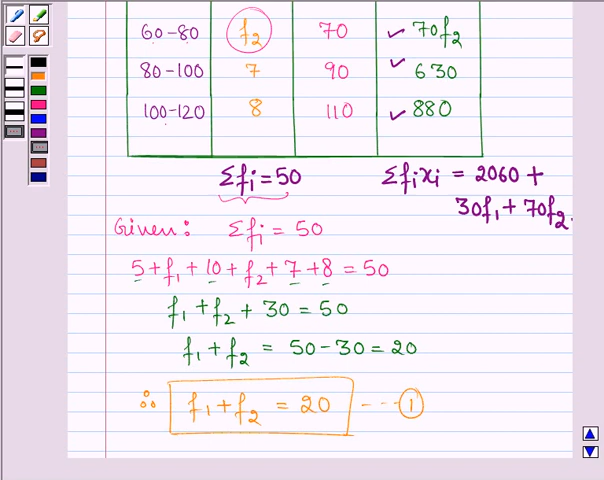 60-80 f₂ 70 ✓ 70f₂
80-100 7 90 ✓ 630
100-120 8 110 ✓ 880
Σfi = 50 Σfixi = 2060 +
30f₁ + 70f₂.
Given: Σfi = 50
5 + f₁ + 10 + f₂ + 7 + 8 = 50
f₁ + f₂ + 30 = 50
f₁ + f₂ = 50 - 30 = 20
∴ f₁ + f₂ = 20 ---- ①